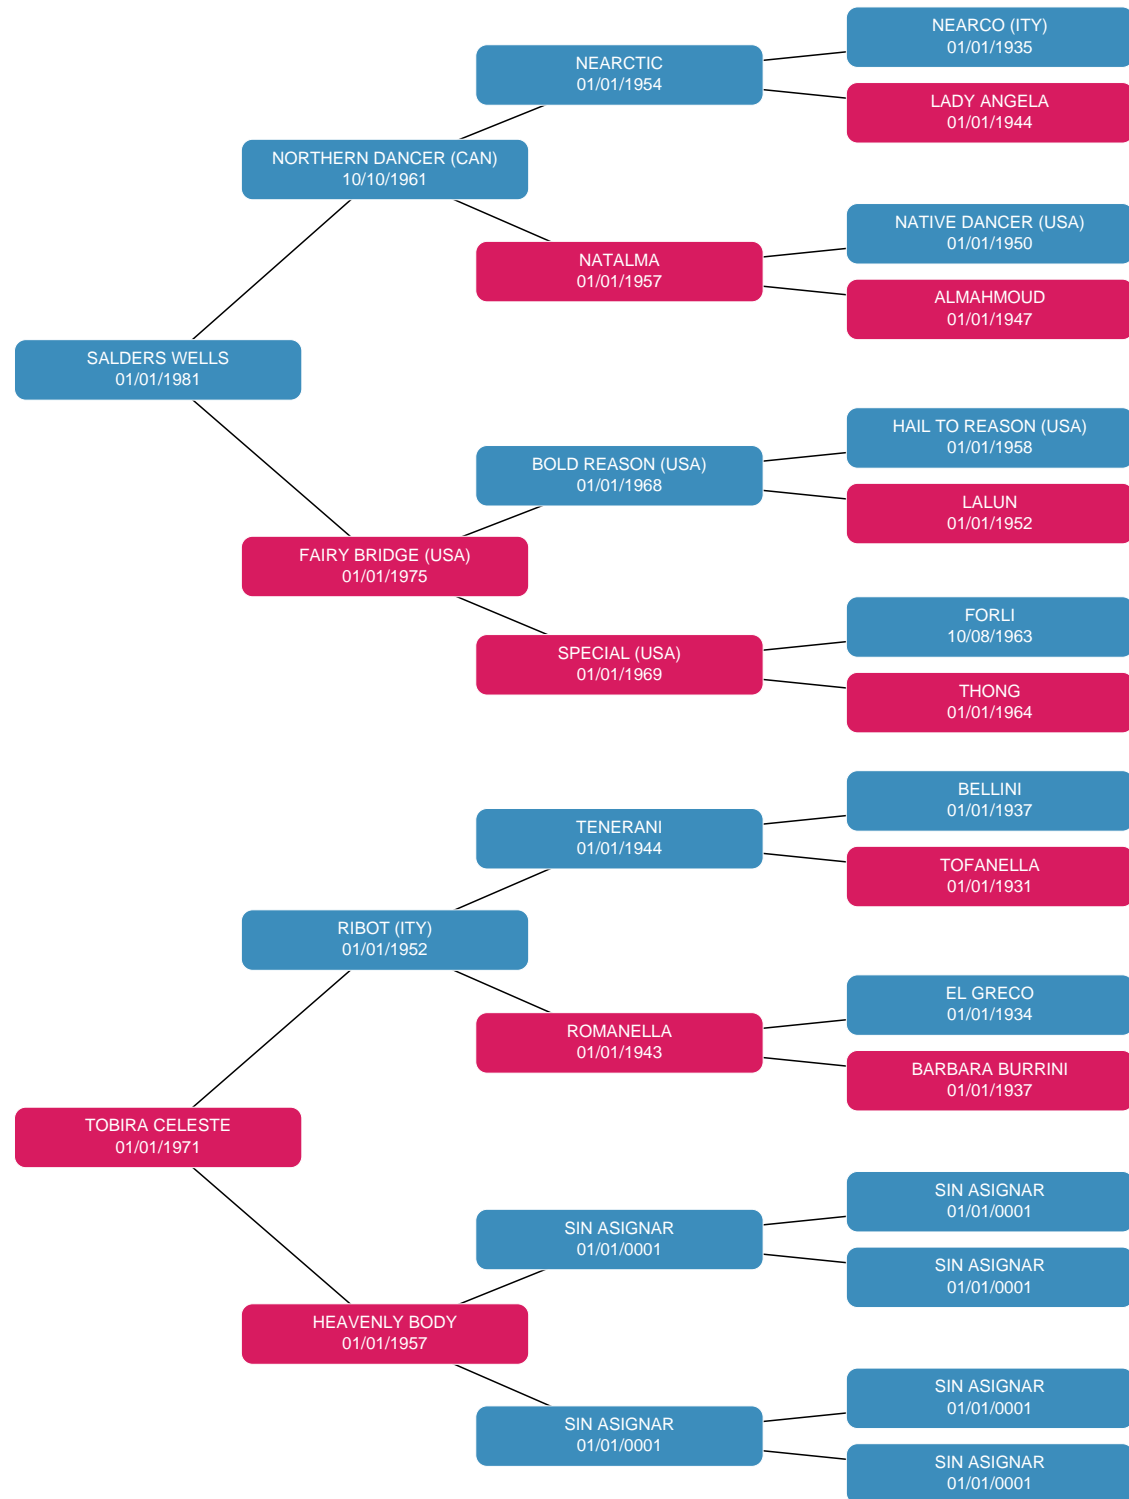 NEARCO (ITY)
01/01/1935
NEARCTIC
01/01/1954
LADY ANGELA
01/01/1944
NORTHERN DANCER (CAN)
10/10/1961
NATIVE DANCER (USA)
01/01/1950
NATALMA
01/01/1957
ALMAHMOUD
01/01/1947
SALDERS WELLS
01/01/1981
HAIL TO REASON (USA)
01/01/1958
BOLD REASON (USA)
01/01/1968
LALUN
01/01/1952
FAIRY BRIDGE (USA)
01/01/1975
FORLI
10/08/1963
SPECIAL (USA)
01/01/1969
THONG
01/01/1964
BELLINI
01/01/1937
TENERANI
01/01/1944
TOFANELLA
01/01/1931
RIBOT (ITY)
01/01/1952
EL GRECO
01/01/1934
ROMANELLA
01/01/1943
BARBARA BURRINI
01/01/1937
TOBIRA CELESTE
01/01/1971
SIN ASIGNAR
01/01/0001
SIN ASIGNAR
01/01/0001
SIN ASIGNAR
01/01/0001
HEAVENLY BODY
01/01/1957
SIN ASIGNAR
01/01/0001
SIN ASIGNAR
01/01/0001
SIN ASIGNAR
01/01/0001